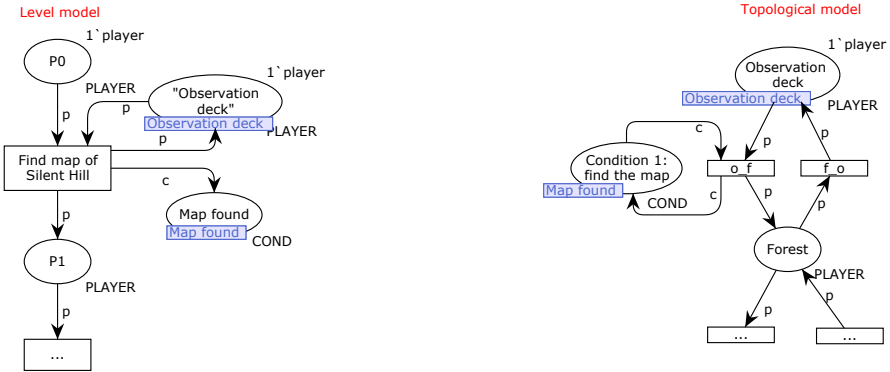 Level model
Topological model
1`player
P0
PLAYER
p
p
1`player
"Observation
deck"
Observation deck
PLAYER
p
Find map of
Silent Hill
c
Map found
Map found
COND
p
P1
PLAYER
p
...
1`player
Observation
deck
Observation deck
PLAYER
c
p
p
Condition 1:
find the map
Map found
o_f
f_o
c
COND
p
p
Forest
PLAYER
p
p
...
...